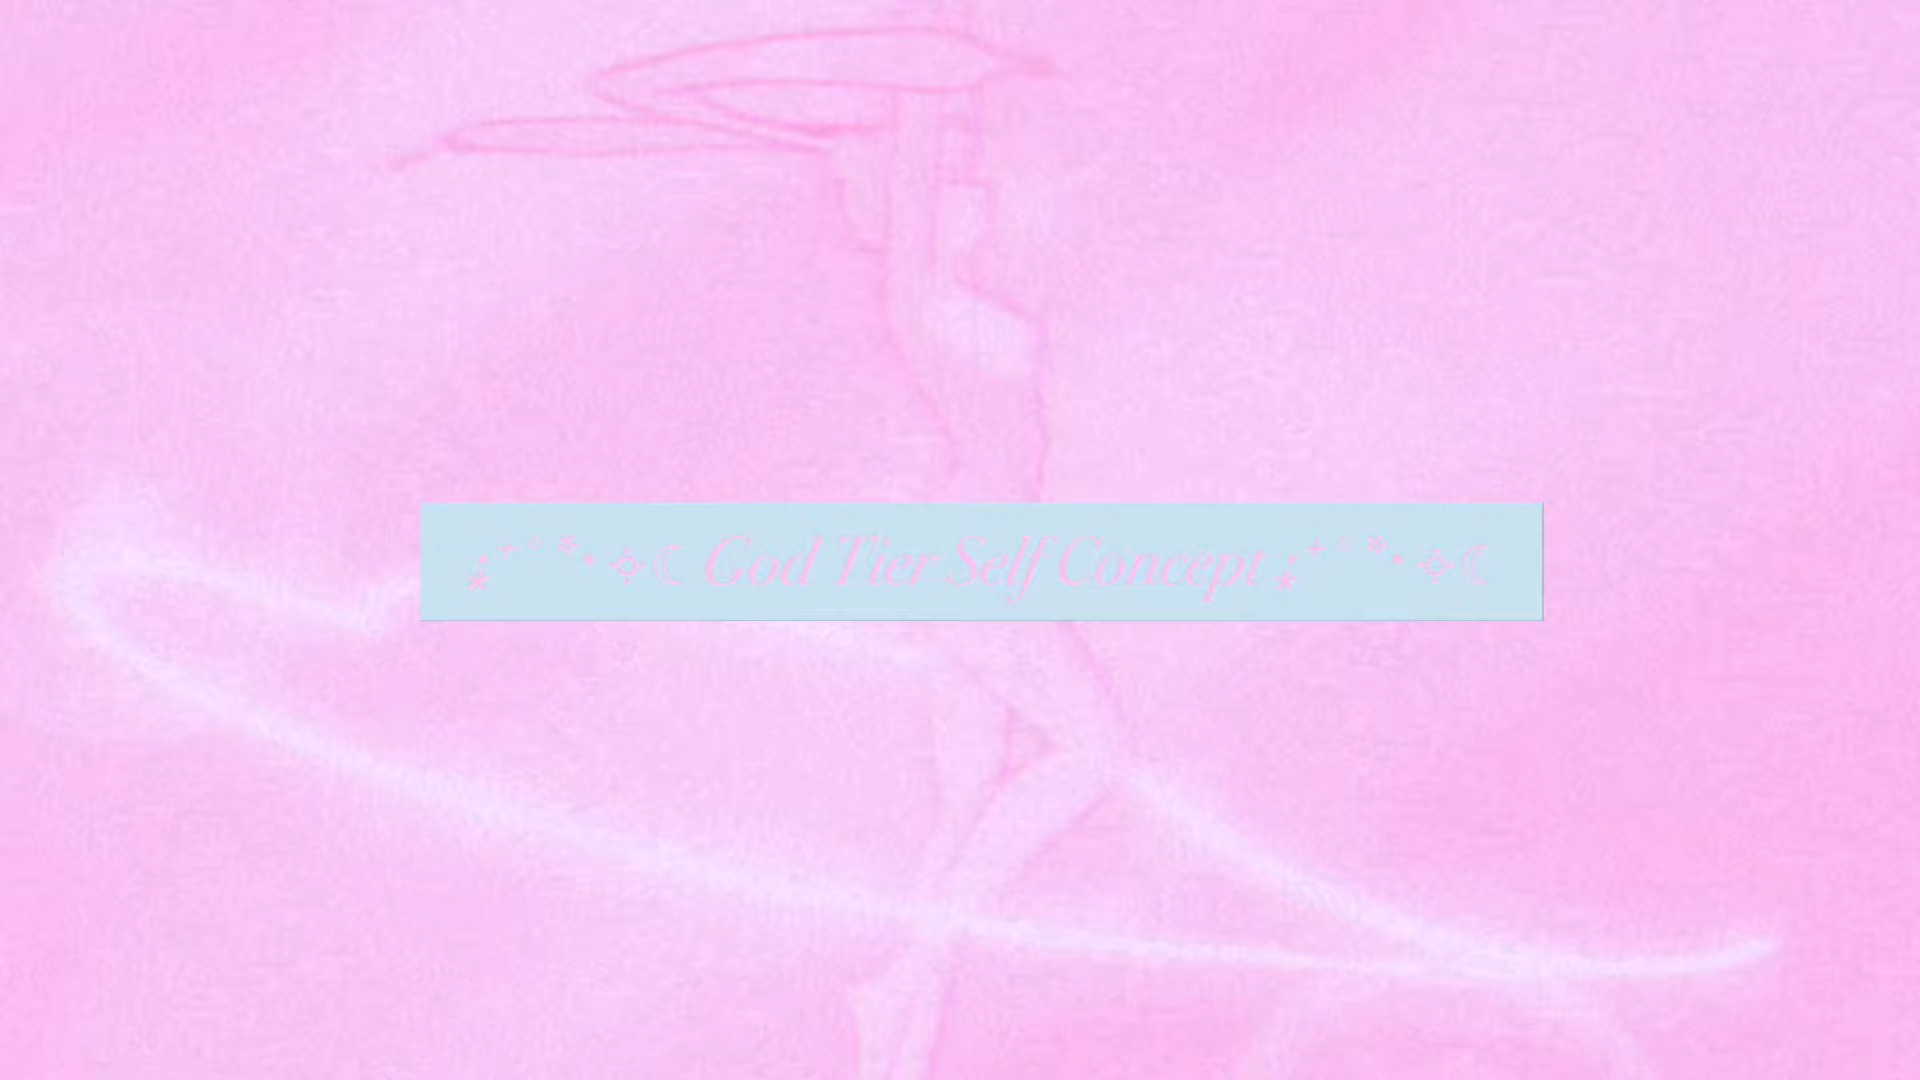 ⁎⁺˳✧༚ God Tier Self Concept ⁎⁺˳✧༚